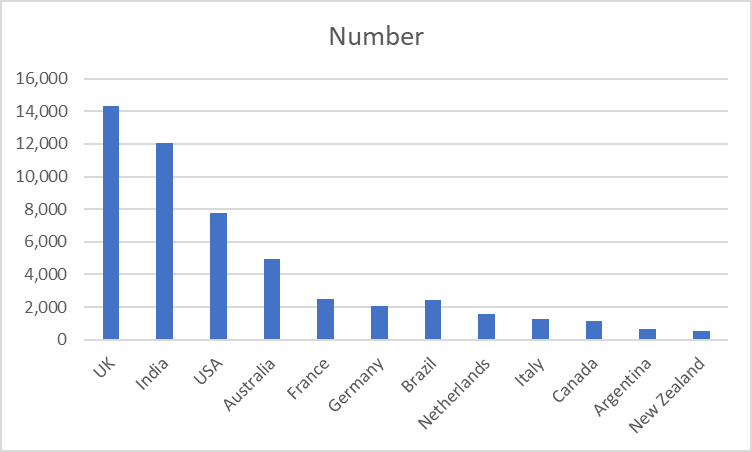 Number
16,000
14,000
12,000
10,000
8,000
6,000
4,000
2,000
0
UK
India
USA
Australia
France
Germany
Brazil
Netherlands
Italy
Canada
Argentina
New Zealand